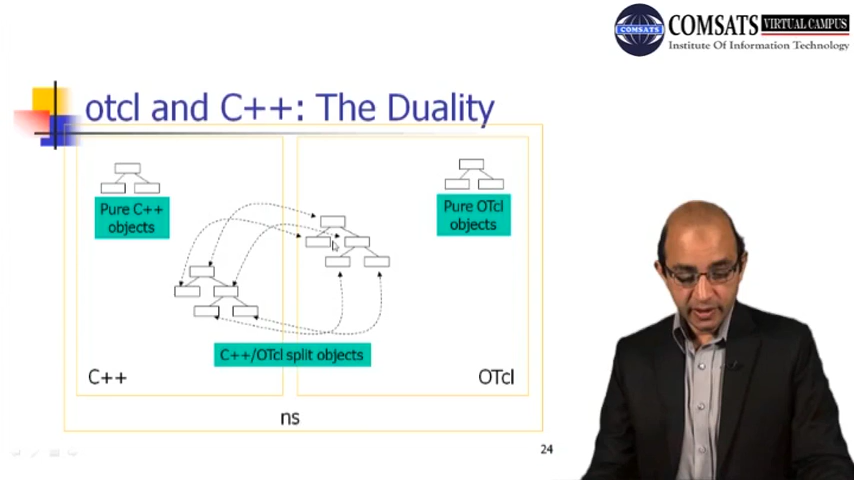 COMSATS
COMSATS VIRTUAL CAMPUS
Institute Of Information Technology
otcl and C++: The Duality
Pure C++
objects
Pure OTcl
objects
C++/OTcl split objects
C++
OTcl
ns
24